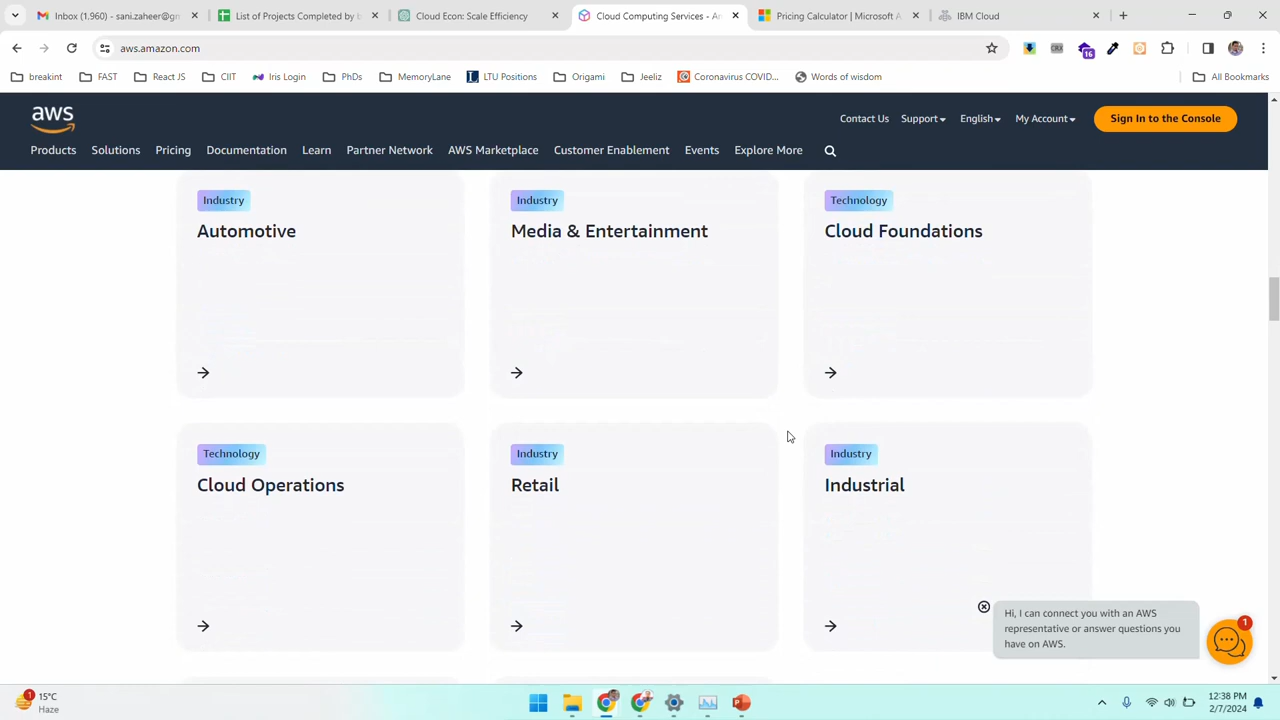 Inbox (1,960) - sani.zaheer@gm
List of Projects Completed by b
Cloud Econ: Scale Efficiency
Cloud Computing Services - Am
Pricing Calculator | Microsoft A
IBM Cloud
aws.amazon.com
16
breakint
FAST
React JS
CIIT
Iris Login
PhDs
MemoryLane
LTU Positions
Origami
Jeeliz
Coronavirus COVID...
Words of wisdom
All Bookmarks
aws
Contact Us
Support
English
My Account
Sign In to the Console
Products
Solutions
Pricing
Documentation
Learn
Partner Network
AWS Marketplace
Customer Enablement
Events
Explore More
Industry
Automotive
Industry
Media & Entertainment
Technology
Cloud Foundations
Technology
Cloud Operations
Industry
Retail
Industry
Industrial
Hi, I can connect you with an AWS
representative or answer questions you
have on AWS.
1
1
15°C
Haze
12:38 PM
2/7/2024